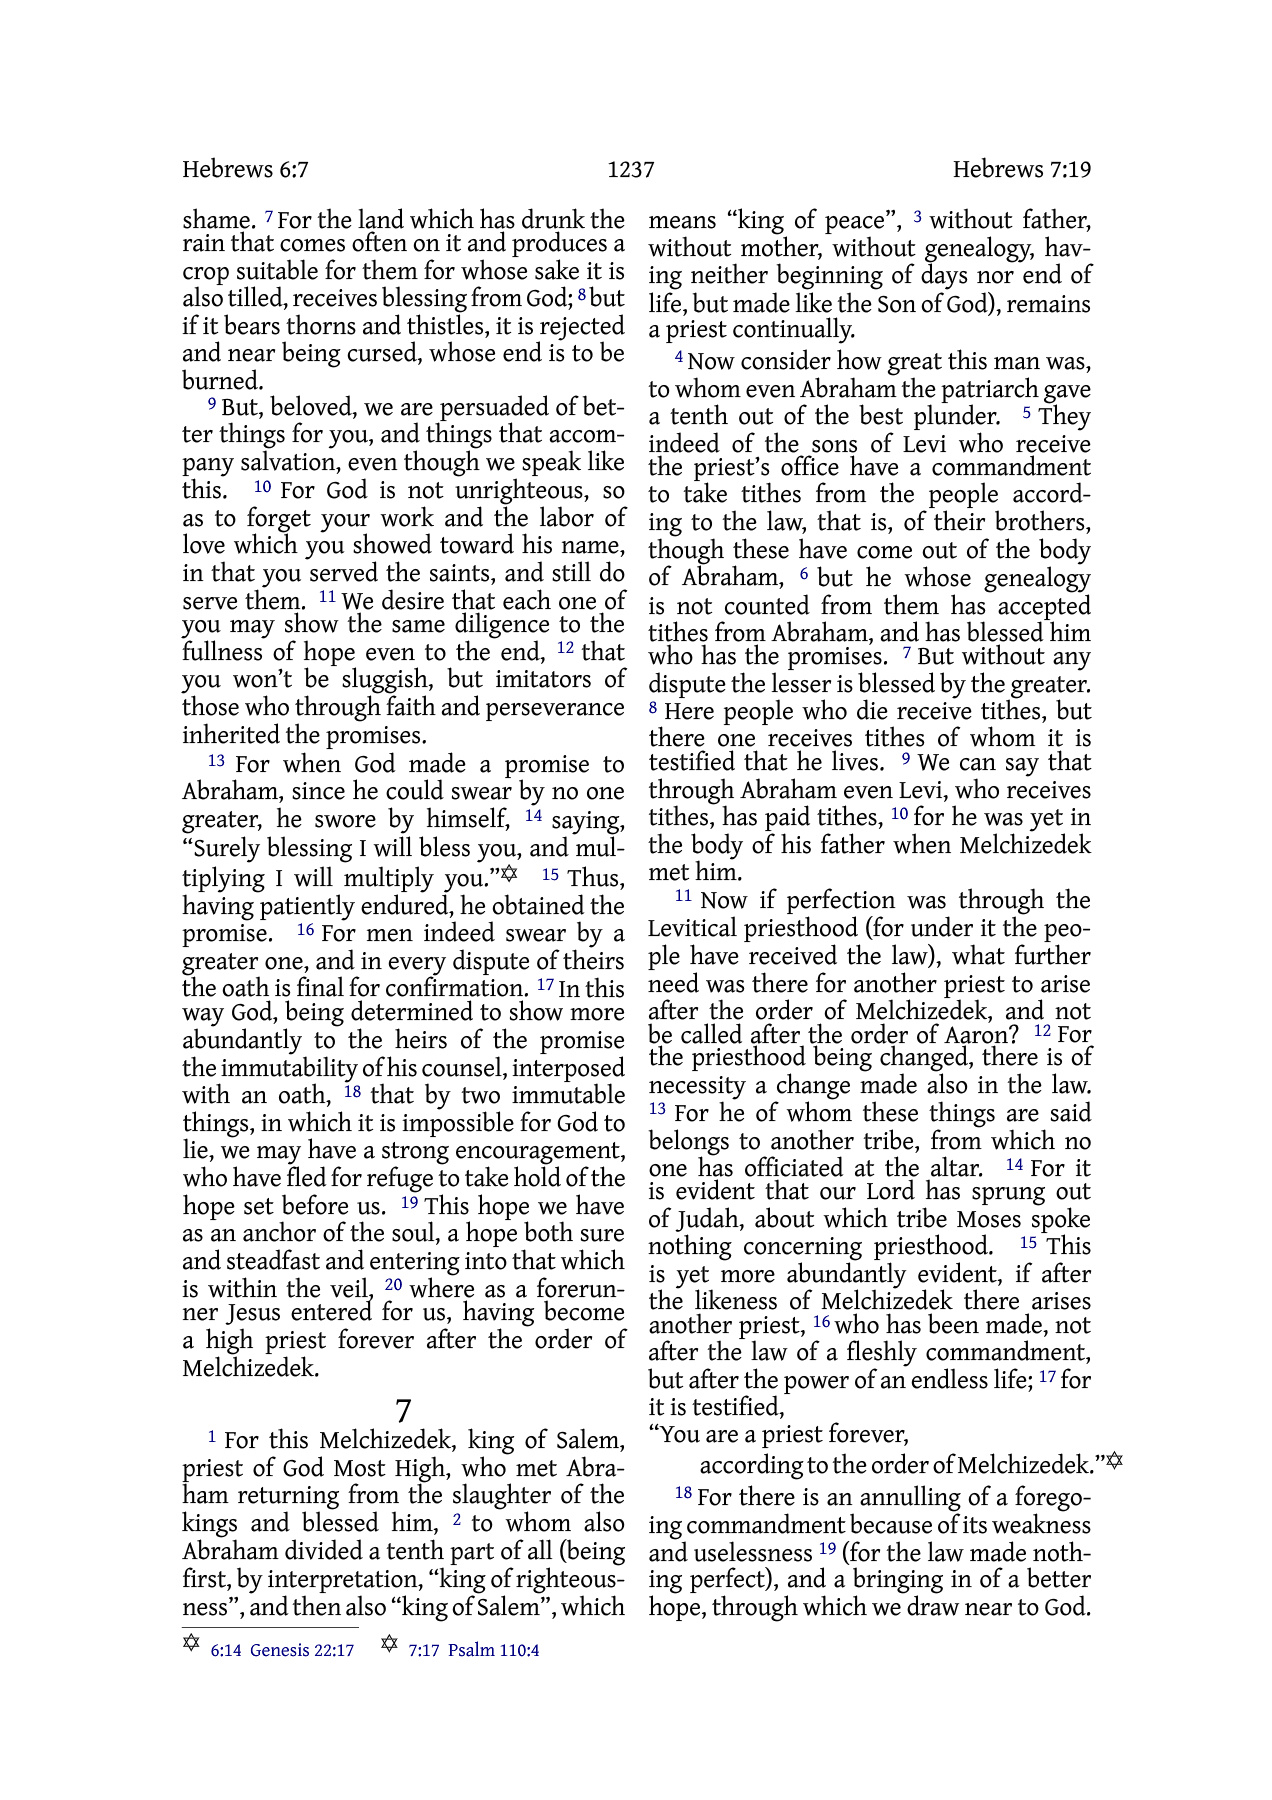 Hebrews 6:7 1237 Hebrews 7:19
shame. 7 For the land which has drunk the
rain that comes often on it and produces a
crop suitable for them for whose sake it is
also tilled, receives blessing from God; 8 but
if it bears thorns and thistles, it is rejected
and near being cursed, whose end is to be
burned.
9 But, beloved, we are persuaded of bet-
ter things for you, and things that accom-
pany salvation, even though we speak like
this. 10 For God is not unrighteous, so
as to forget your work and the labor of
love which you showed toward his name,
in that you served the saints, and still do
serve them. 11 We desire that each one of
you may show the same diligence to the
fullness of hope even to the end, 12 that
you won’t be sluggish, but imitators of
those who through faith and perseverance
inherited the promises.
13 For when God made a promise to
Abraham, since he could swear by no one
greater, he swore by himself, 14 saying,
“Surely blessing I will bless you, and mul-
tiplying I will multiply you.”✡ 15 Thus,
having patiently endured, he obtained the
promise. 16 For men indeed swear by a
greater one, and in every dispute of theirs
the oath is final for confirmation. 17 In this
way God, being determined to show more
abundantly to the heirs of the promise
the immutability of his counsel, interposed
with an oath, 18 that by two immutable
things, in which it is impossible for God to
lie, we may have a strong encouragement,
who have fled for refuge to take hold of the
hope set before us. 19 This hope we have
as an anchor of the soul, a hope both sure
and steadfast and entering into that which
is within the veil, 20 where as a forerun-
ner Jesus entered for us, having become
a high priest forever after the order of
Melchizedek.
7
1 For this Melchizedek, king of Salem,
priest of God Most High, who met Abra-
ham returning from the slaughter of the
kings and blessed him, 2 to whom also
Abraham divided a tenth part of all (being
first, by interpretation, “king of righteous-
ness”, and then also “king of Salem”, which
means “king of peace”, 3 without father,
without mother, without genealogy, hav-
ing neither beginning of days nor end of
life, but made like the Son of God), remains
a priest continually.
4 Now consider how great this man was,
to whom even Abraham the patriarch gave
a tenth out of the best plunder. 5 They
indeed of the sons of Levi who receive
the priest’s office have a commandment
to take tithes from the people accord-
ing to the law, that is, of their brothers,
though these have come out of the body
of Abraham, 6 but he whose genealogy
is not counted from them has accepted
tithes from Abraham, and has blessed him
who has the promises. 7 But without any
dispute the lesser is blessed by the greater.
8 Here people who die receive tithes, but
there one receives tithes of whom it is
testified that he lives. 9 We can say that
through Abraham even Levi, who receives
tithes, has paid tithes, 10 for he was yet in
the body of his father when Melchizedek
met him.
11 Now if perfection was through the
Levitical priesthood (for under it the peo-
ple have received the law), what further
need was there for another priest to arise
after the order of Melchizedek, and not
be called after the order of Aaron? 12 For
the priesthood being changed, there is of
necessity a change made also in the law.
13 For he of whom these things are said
belongs to another tribe, from which no
one has officiated at the altar. 14 For it
is evident that our Lord has sprung out
of Judah, about which tribe Moses spoke
nothing concerning priesthood. 15 This
is yet more abundantly evident, if after
the likeness of Melchizedek there arises
another priest, 16 who has been made, not
after the law of a fleshly commandment,
but after the power of an endless life; 17 for
it is testified,
“You are a priest forever,
according to the order of Melchizedek.”✡
18 For there is an annulling of a forego-
ing commandment because of its weakness
and uselessness 19 (for the law made noth-
ing perfect), and a bringing in of a better
hope, through which we draw near to God.
✡ 6:14 Genesis 22:17 ✡ 7:17 Psalm 110:4